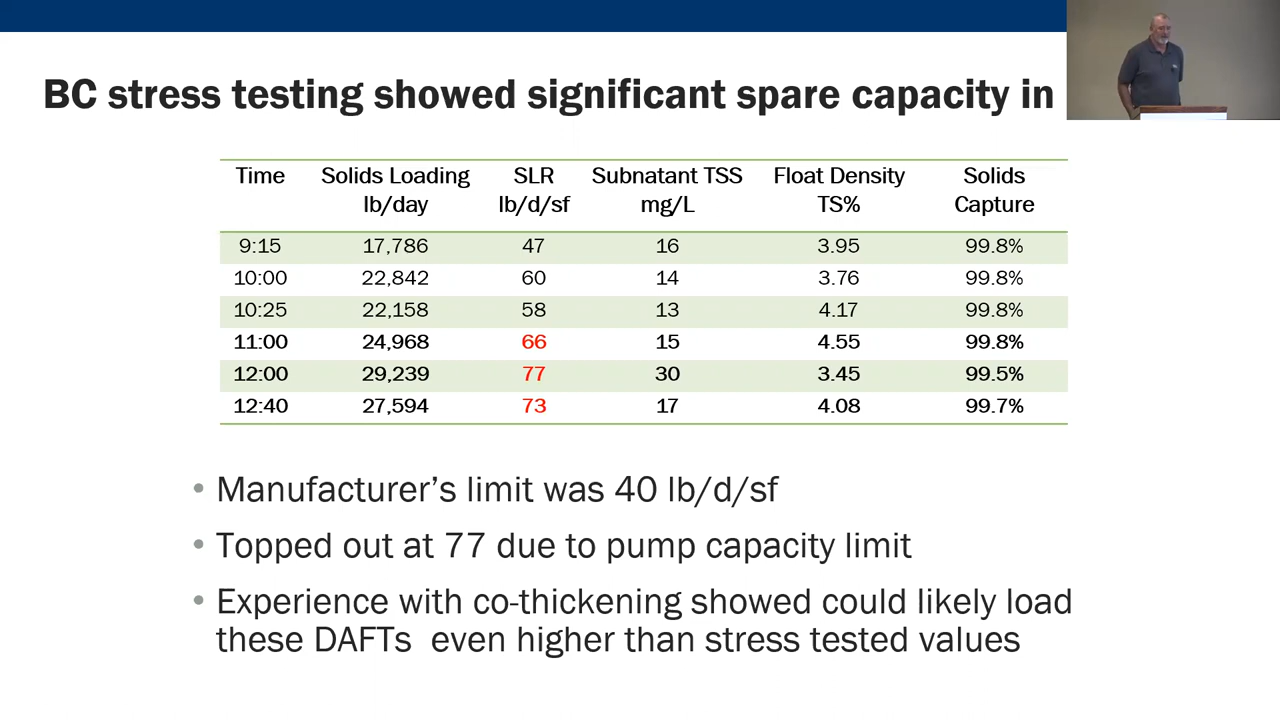 BC stress testing showed significant spare capacity in
Time Solids Loading SLR Subnatant TSS Float Density Solids
lb/day lb/d/sf mg/L TS% Capture
9:15 17,786 47 16 3.95 99.8%
10:00 22,842 60 14 3.76 99.8%
10:25 22,158 58 13 4.17 99.8%
11:00 24,968 66 15 4.55 99.8%
12:00 29,239 77 30 3.45 99.5%
12:40 27,594 73 17 4.08 99.7%
• Manufacturer’s limit was 40 lb/d/sf
• Topped out at 77 due to pump capacity limit
• Experience with co-thickening showed could likely load
these DAFTs even higher than stress tested values